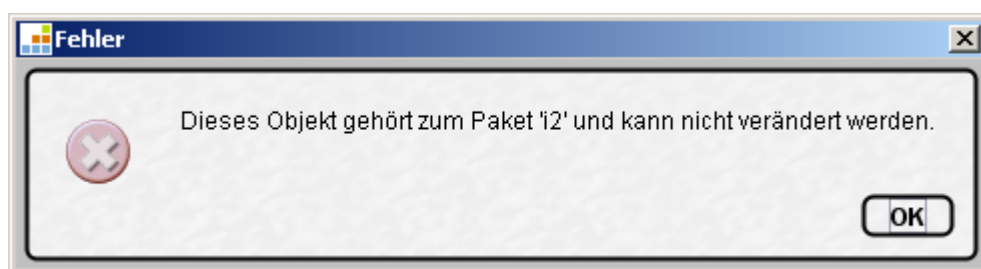 Fehler
Dieses Objekt gehört zum Paket 'i2' und kann nicht verändert werden.
OK